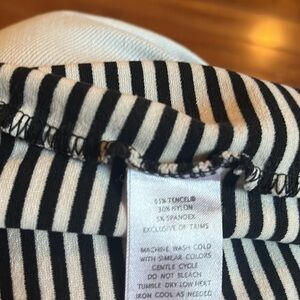 65% TENCEL®
30% NYLON
5% SPANDEX
EXCLUSIVE OF TRIMS
MACHINE WASH COLD
WITH SIMILAR COLORS
GENTLE CYCLE
DO NOT BLEACH
TUMBLE DRY LOW HEAT
IRON COOL AS NEEDED